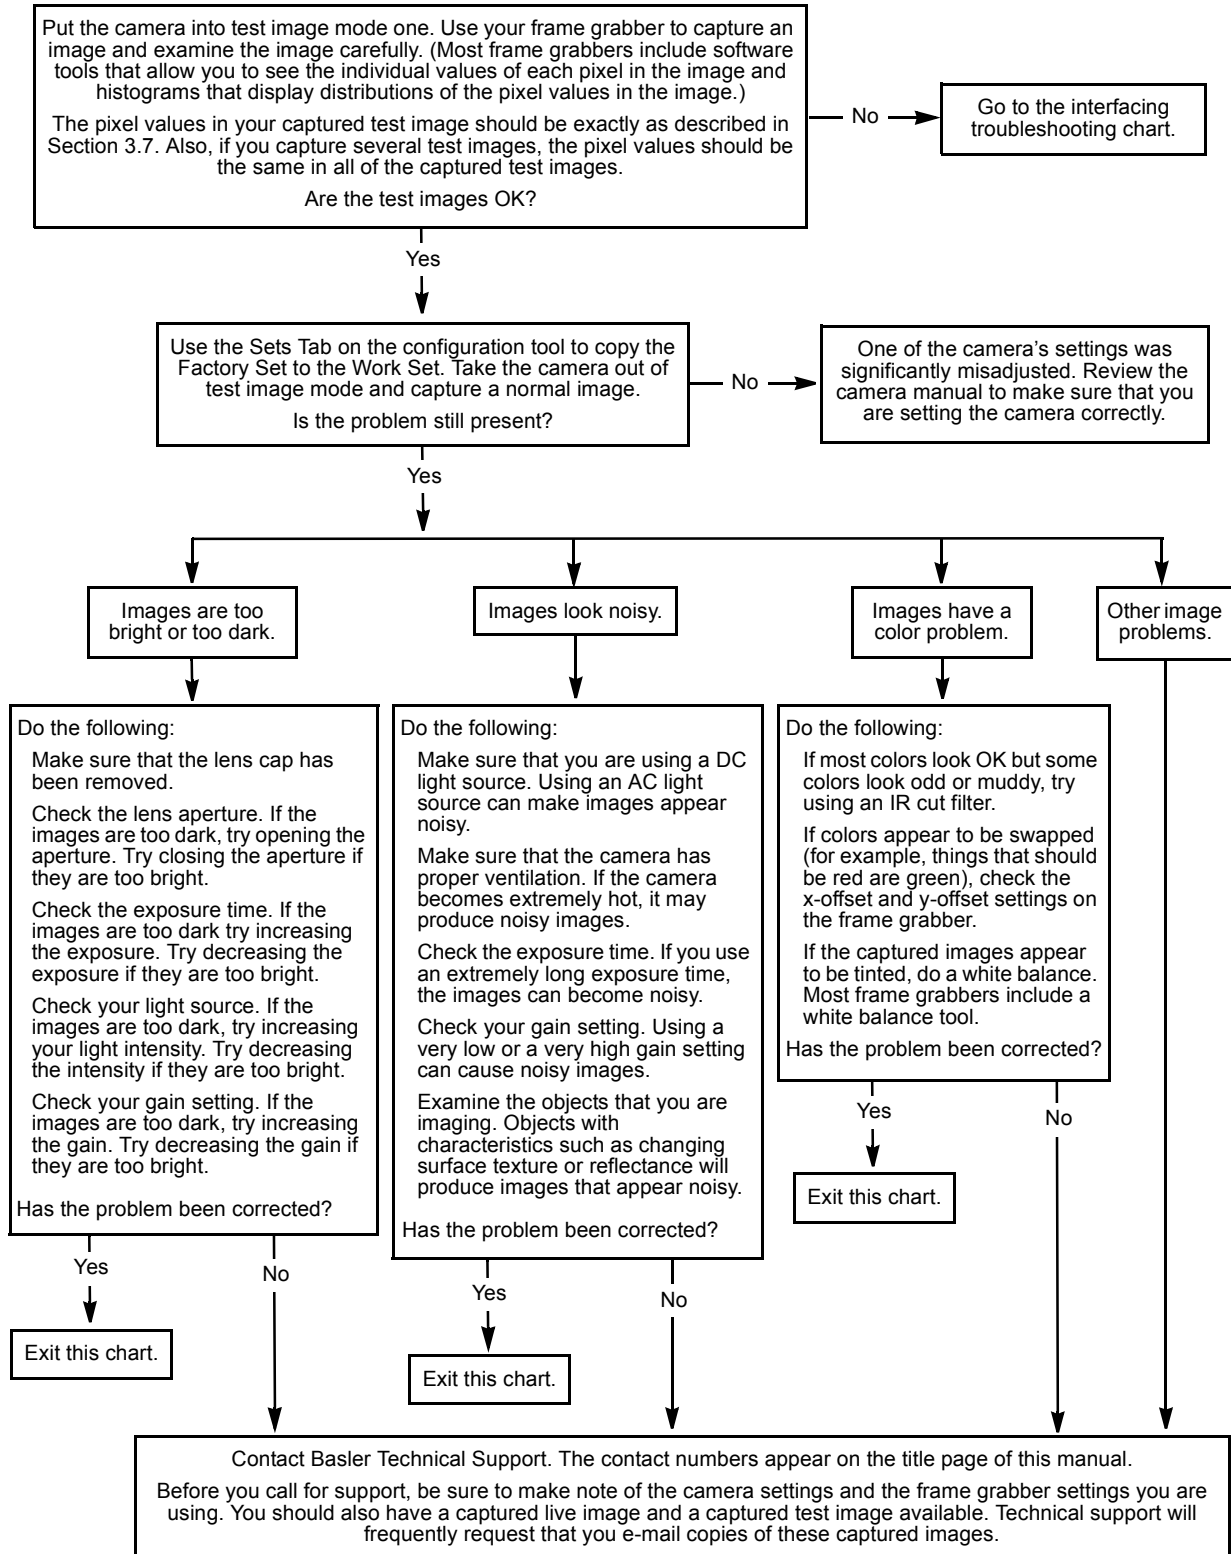 Put the camera into test image mode one. Use your frame grabber to capture an
image and examine the image carefully. (Most frame grabbers include software
tools that allow you to see the individual values of each pixel in the image and
histograms that display distributions of the pixel values in the image.)
The pixel values in your captured test image should be exactly as described in
Section 3.7. Also, if you capture several test images, the pixel values should be
the same in all of the captured test images.
Are the test images OK?
No
Go to the interfacing
troubleshooting chart.
Yes
Use the Sets Tab on the configuration tool to copy the
Factory Set to the Work Set. Take the camera out of
test image mode and capture a normal image.
Is the problem still present?
No
One of the camera's settings was
significantly misadjusted. Review the
camera manual to make sure that you
are setting the camera correctly.
Yes
Images are too
bright or too dark.
Images look noisy.
Images have a
color problem.
Other image
problems.
Do the following:
Make sure that the lens cap has
been removed.
Check the lens aperture. If the
images are too dark, try opening the
aperture. Try closing the aperture if
they are too bright.
Check the exposure time. If the
images are too dark try increasing
the exposure. Try decreasing the
exposure if they are too bright.
Check your light source. If the
images are too dark, try increasing
your light intensity. Try decreasing
the intensity if they are too bright.
Check your gain setting. If the
images are too dark, try increasing
the gain. Try decreasing the gain if
they are too bright.
Has the problem been corrected?
Yes
No
Exit this chart.
Do the following:
Make sure that you are using a DC
light source. Using an AC light
source can make images appear
noisy.
Make sure that the camera has
proper ventilation. If the camera
becomes extremely hot, it may
produce noisy images.
Check the exposure time. If you use
an extremely long exposure time,
the images can become noisy.
Check your gain setting. Using a
very low or a very high gain setting
can cause noisy images.
Examine the objects that you are
imaging. Objects with
characteristics such as changing
surface texture or reflectance will
produce images that appear noisy.
Has the problem been corrected?
Yes
No
Exit this chart.
Do the following:
If most colors look OK but some
colors look odd or muddy, try
using an IR cut filter.
If colors appear to be swapped
(for example, things that should
be red are green), check the
x-offset and y-offset settings on
the frame grabber.
If the captured images appear
to be tinted, do a white balance.
Most frame grabbers include a
white balance tool.
Has the problem been corrected?
Yes
No
Exit this chart.
Contact Basler Technical Support. The contact numbers appear on the title page of this manual.
Before you call for support, be sure to make note of the camera settings and the frame grabber settings you are
using. You should also have a captured live image and a captured test image available. Technical support will
frequently request that you e-mail copies of these captured images.